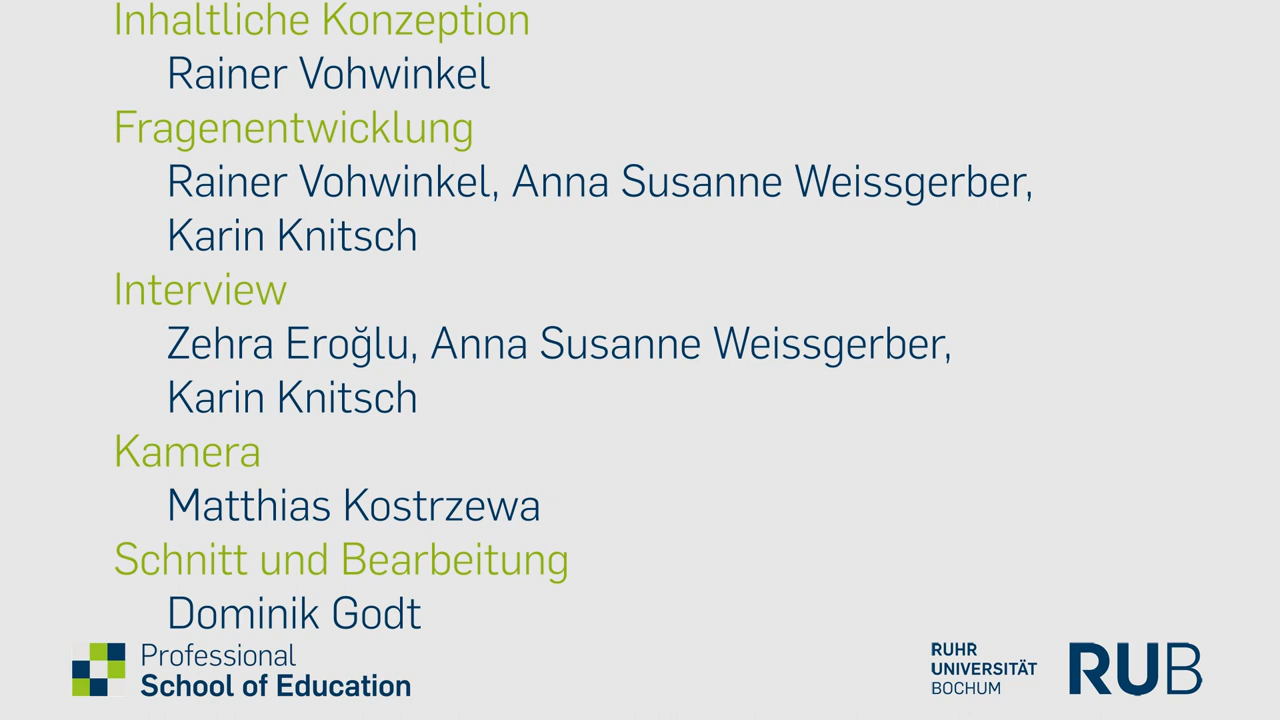 Inhaltliche Konzeption
Rainer Vohwinkel
Fragenentwicklung
Rainer Vohwinkel, Anna Susanne Weissgerber,
Karin Knitsch
Interview
Zehra Eroğlu, Anna Susanne Weissgerber,
Karin Knitsch
Kamera
Matthias Kostrzewa
Schnitt und Bearbeitung
Dominik Godt
Professional
School of Education
RUHR
UNIVERSITÄT
BOCHUM
RUB